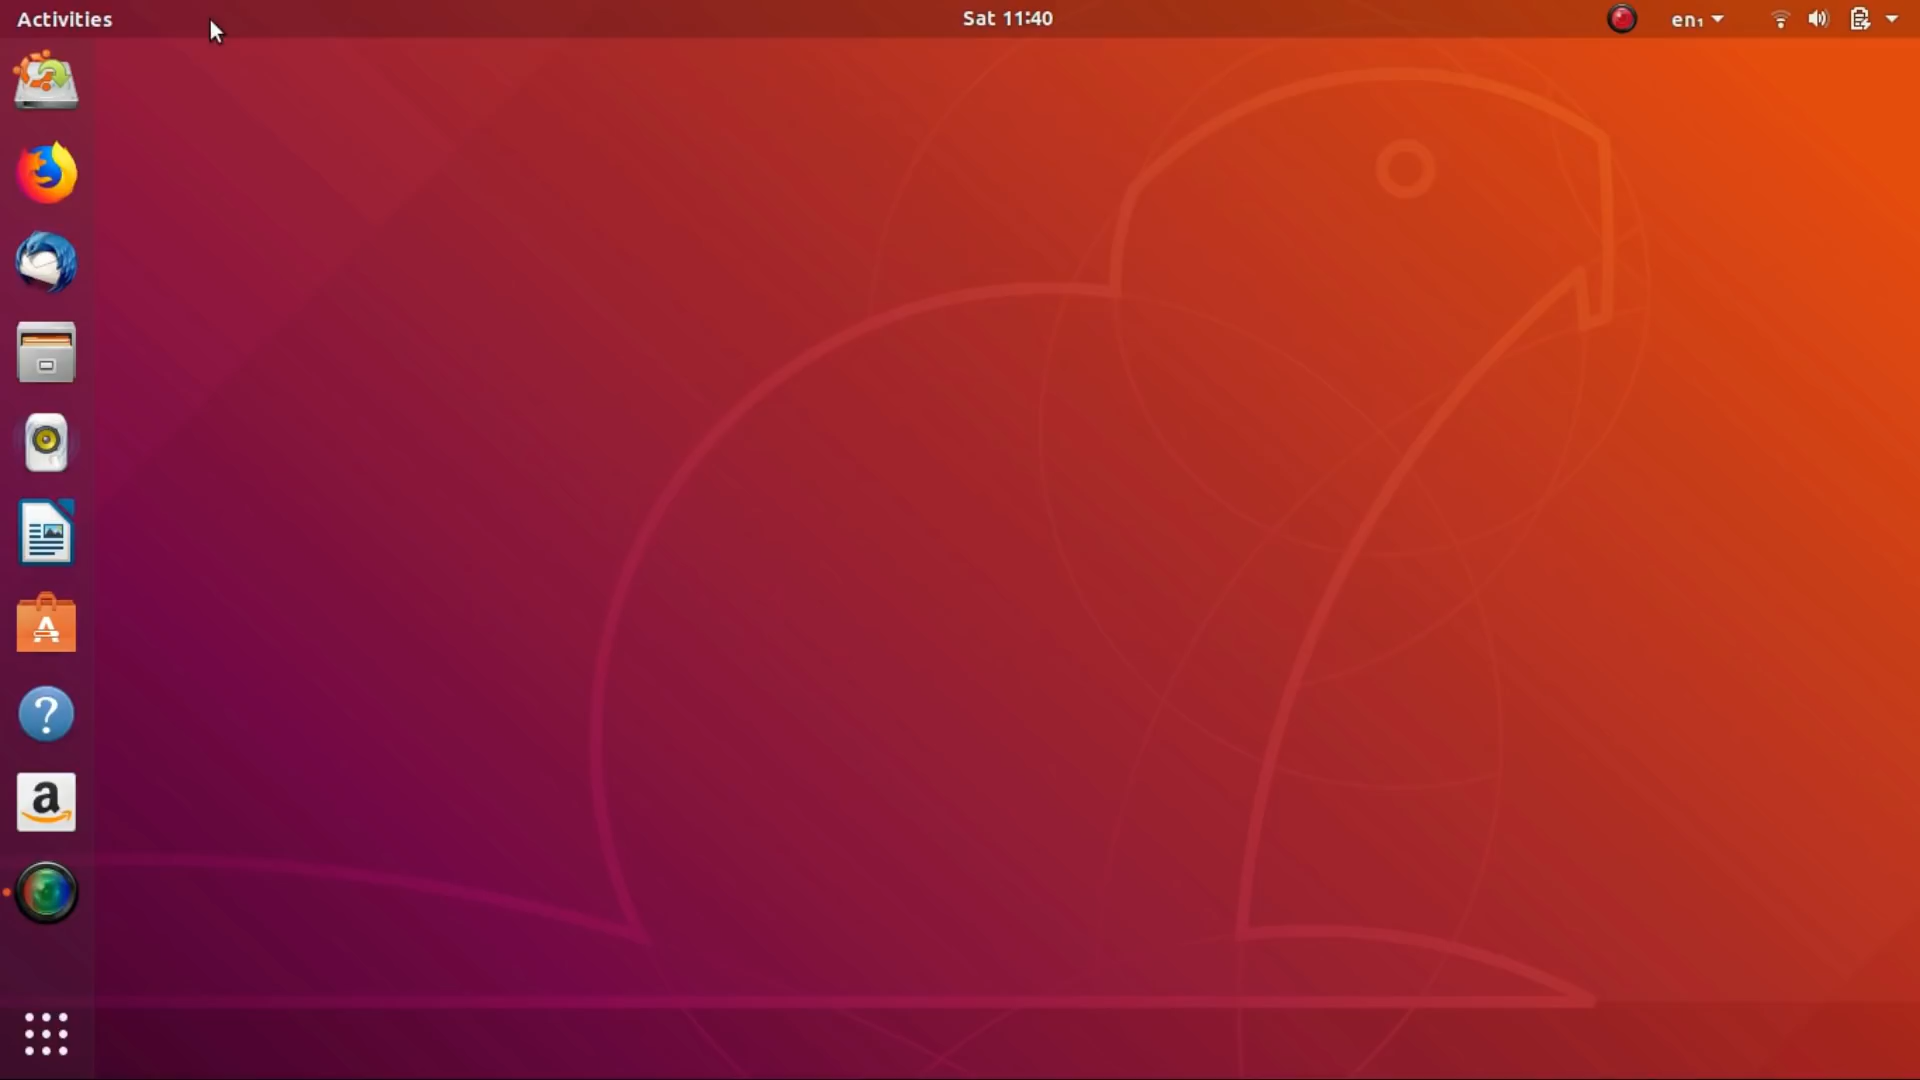 Activities
Sat 11:40
en₁
A
?
a